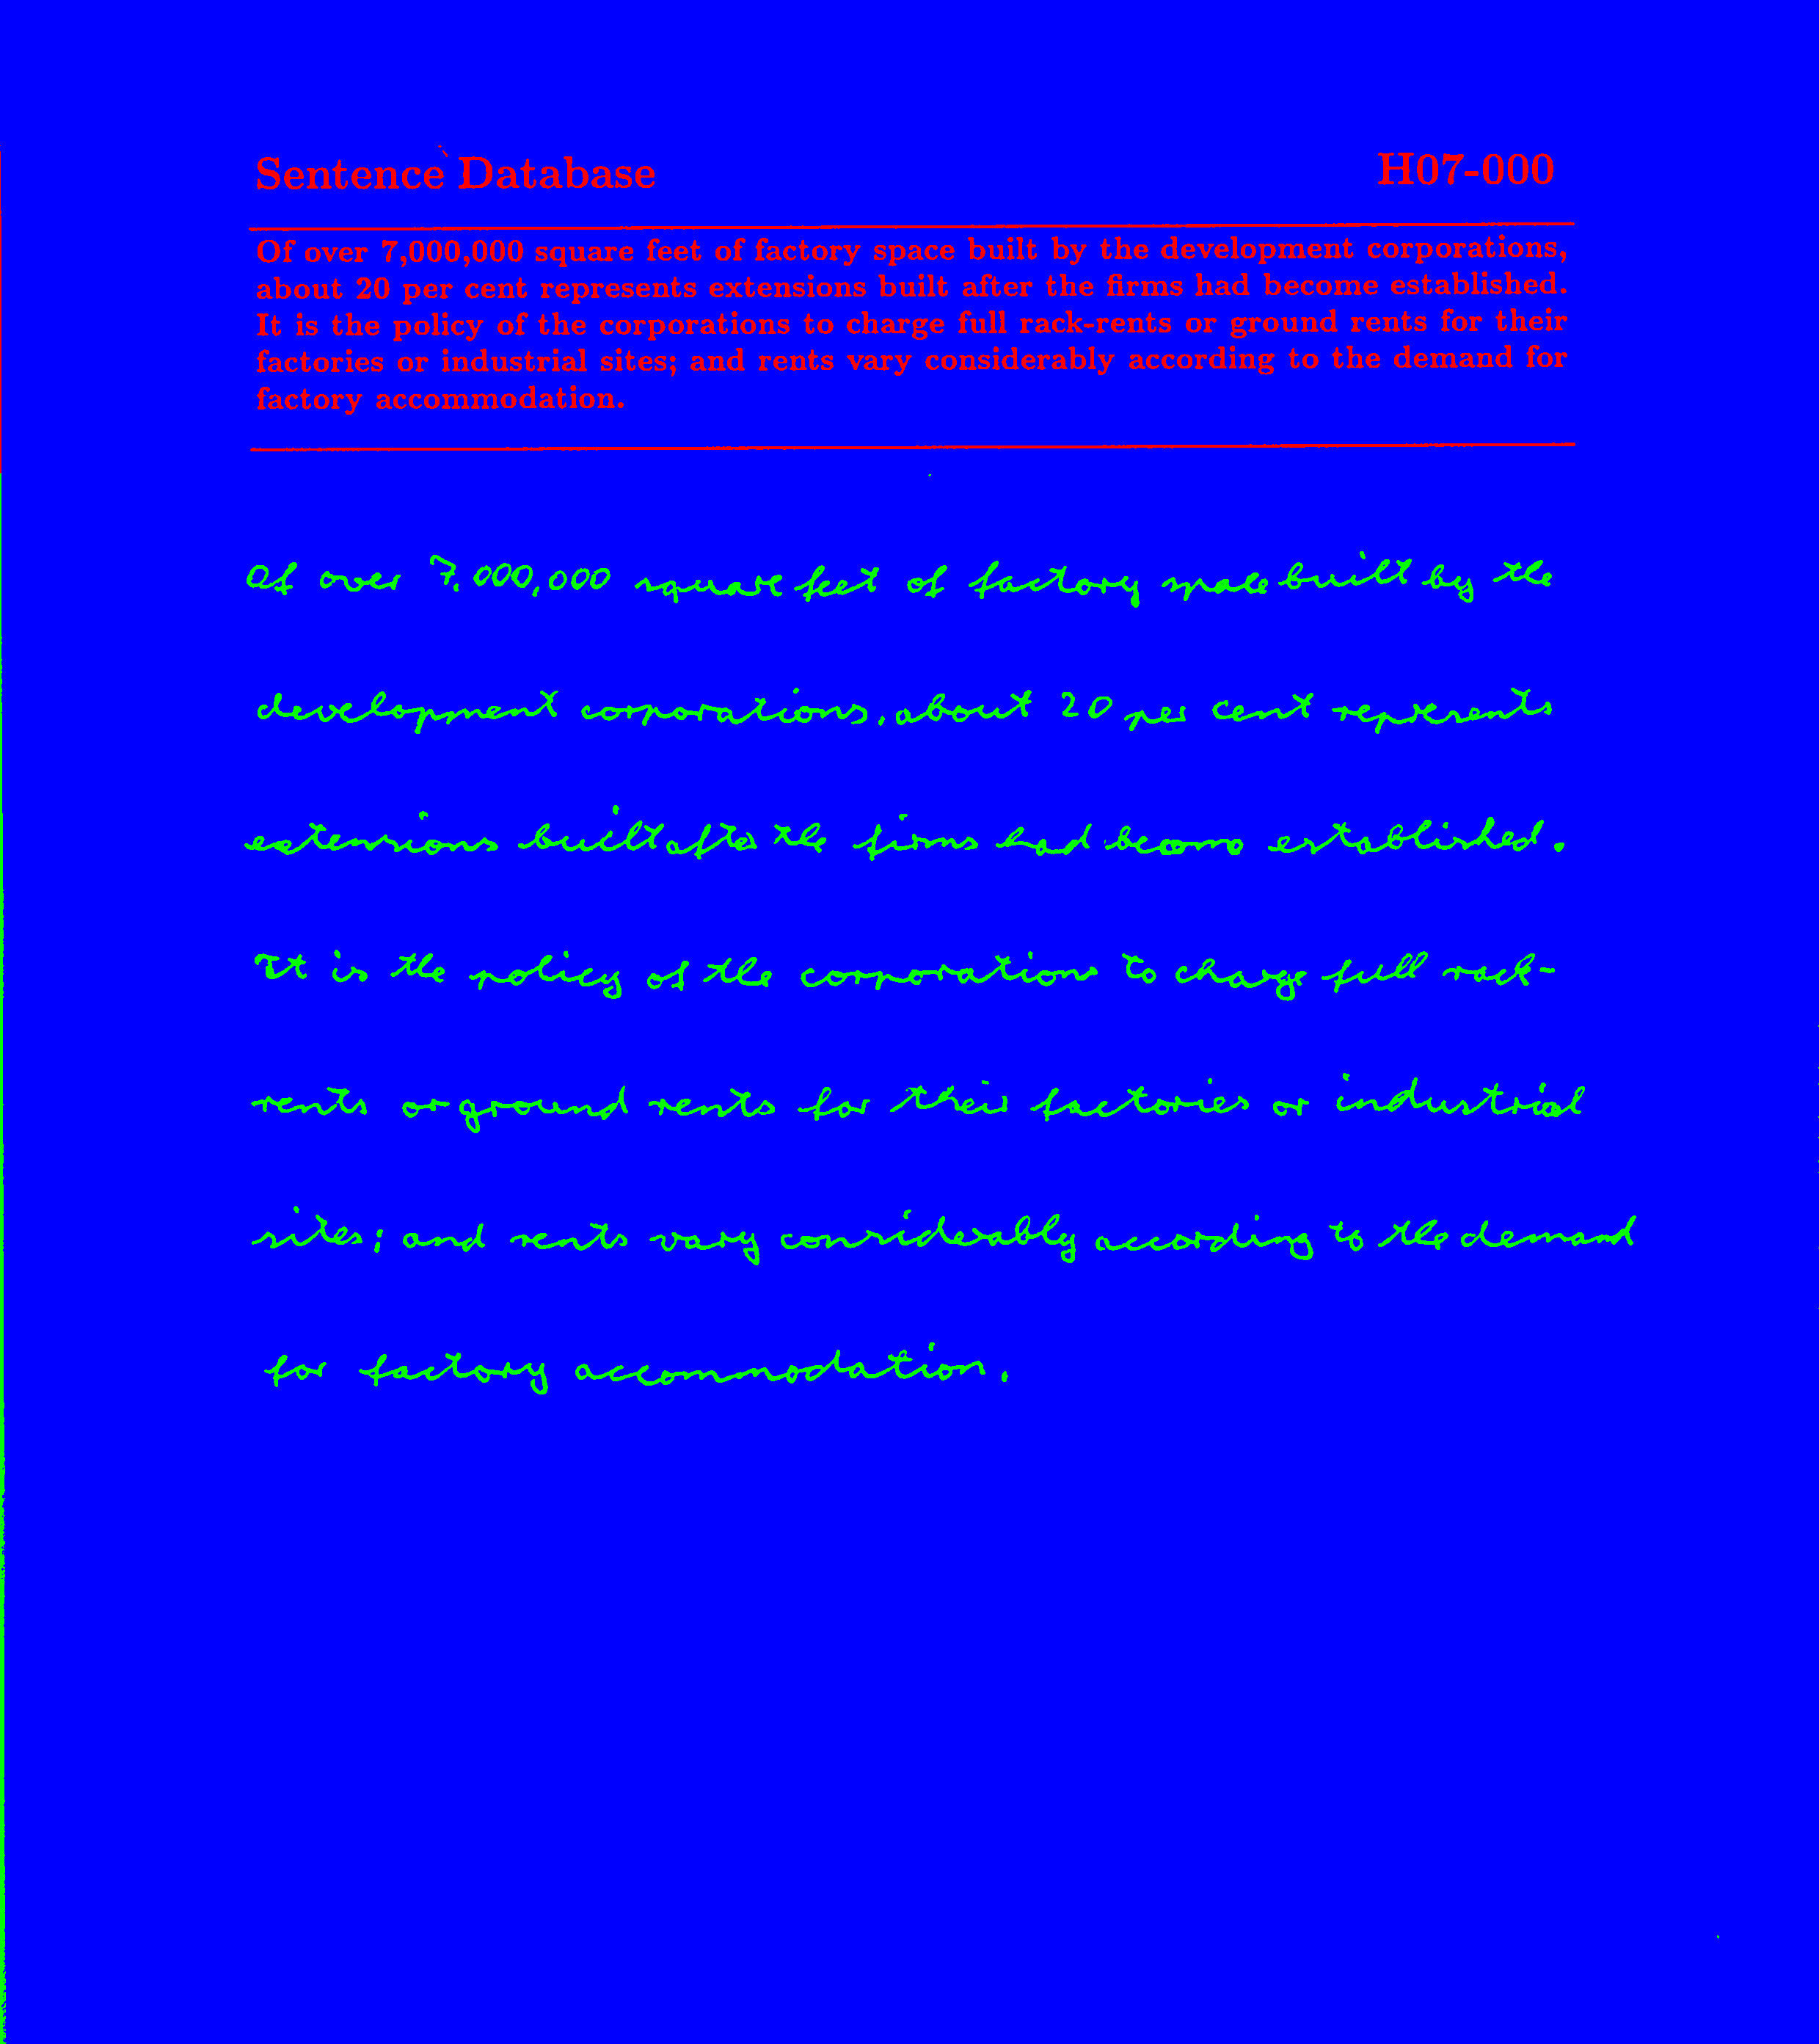 Sentence Database H07-000
Of over 7,000,000 square feet of factory space built by the development corporations,
about 20 per cent represents extensions built after the firms had become established.
It is the policy of the corporations to charge full rack-rents or ground rents for their
factories or industrial sites; and rents vary considerably according to the demand for
factory accommodation.
Of over 7.000,000 square feet of factory space built by the
development corporations, about 20 per cent represents
extensions built after the firms had become established.
It is the policy of the corporations to charge full rack-
rents or ground rents for their factories or industrial
sites; and rents vary considerably according to the demand
for factory accommodation.